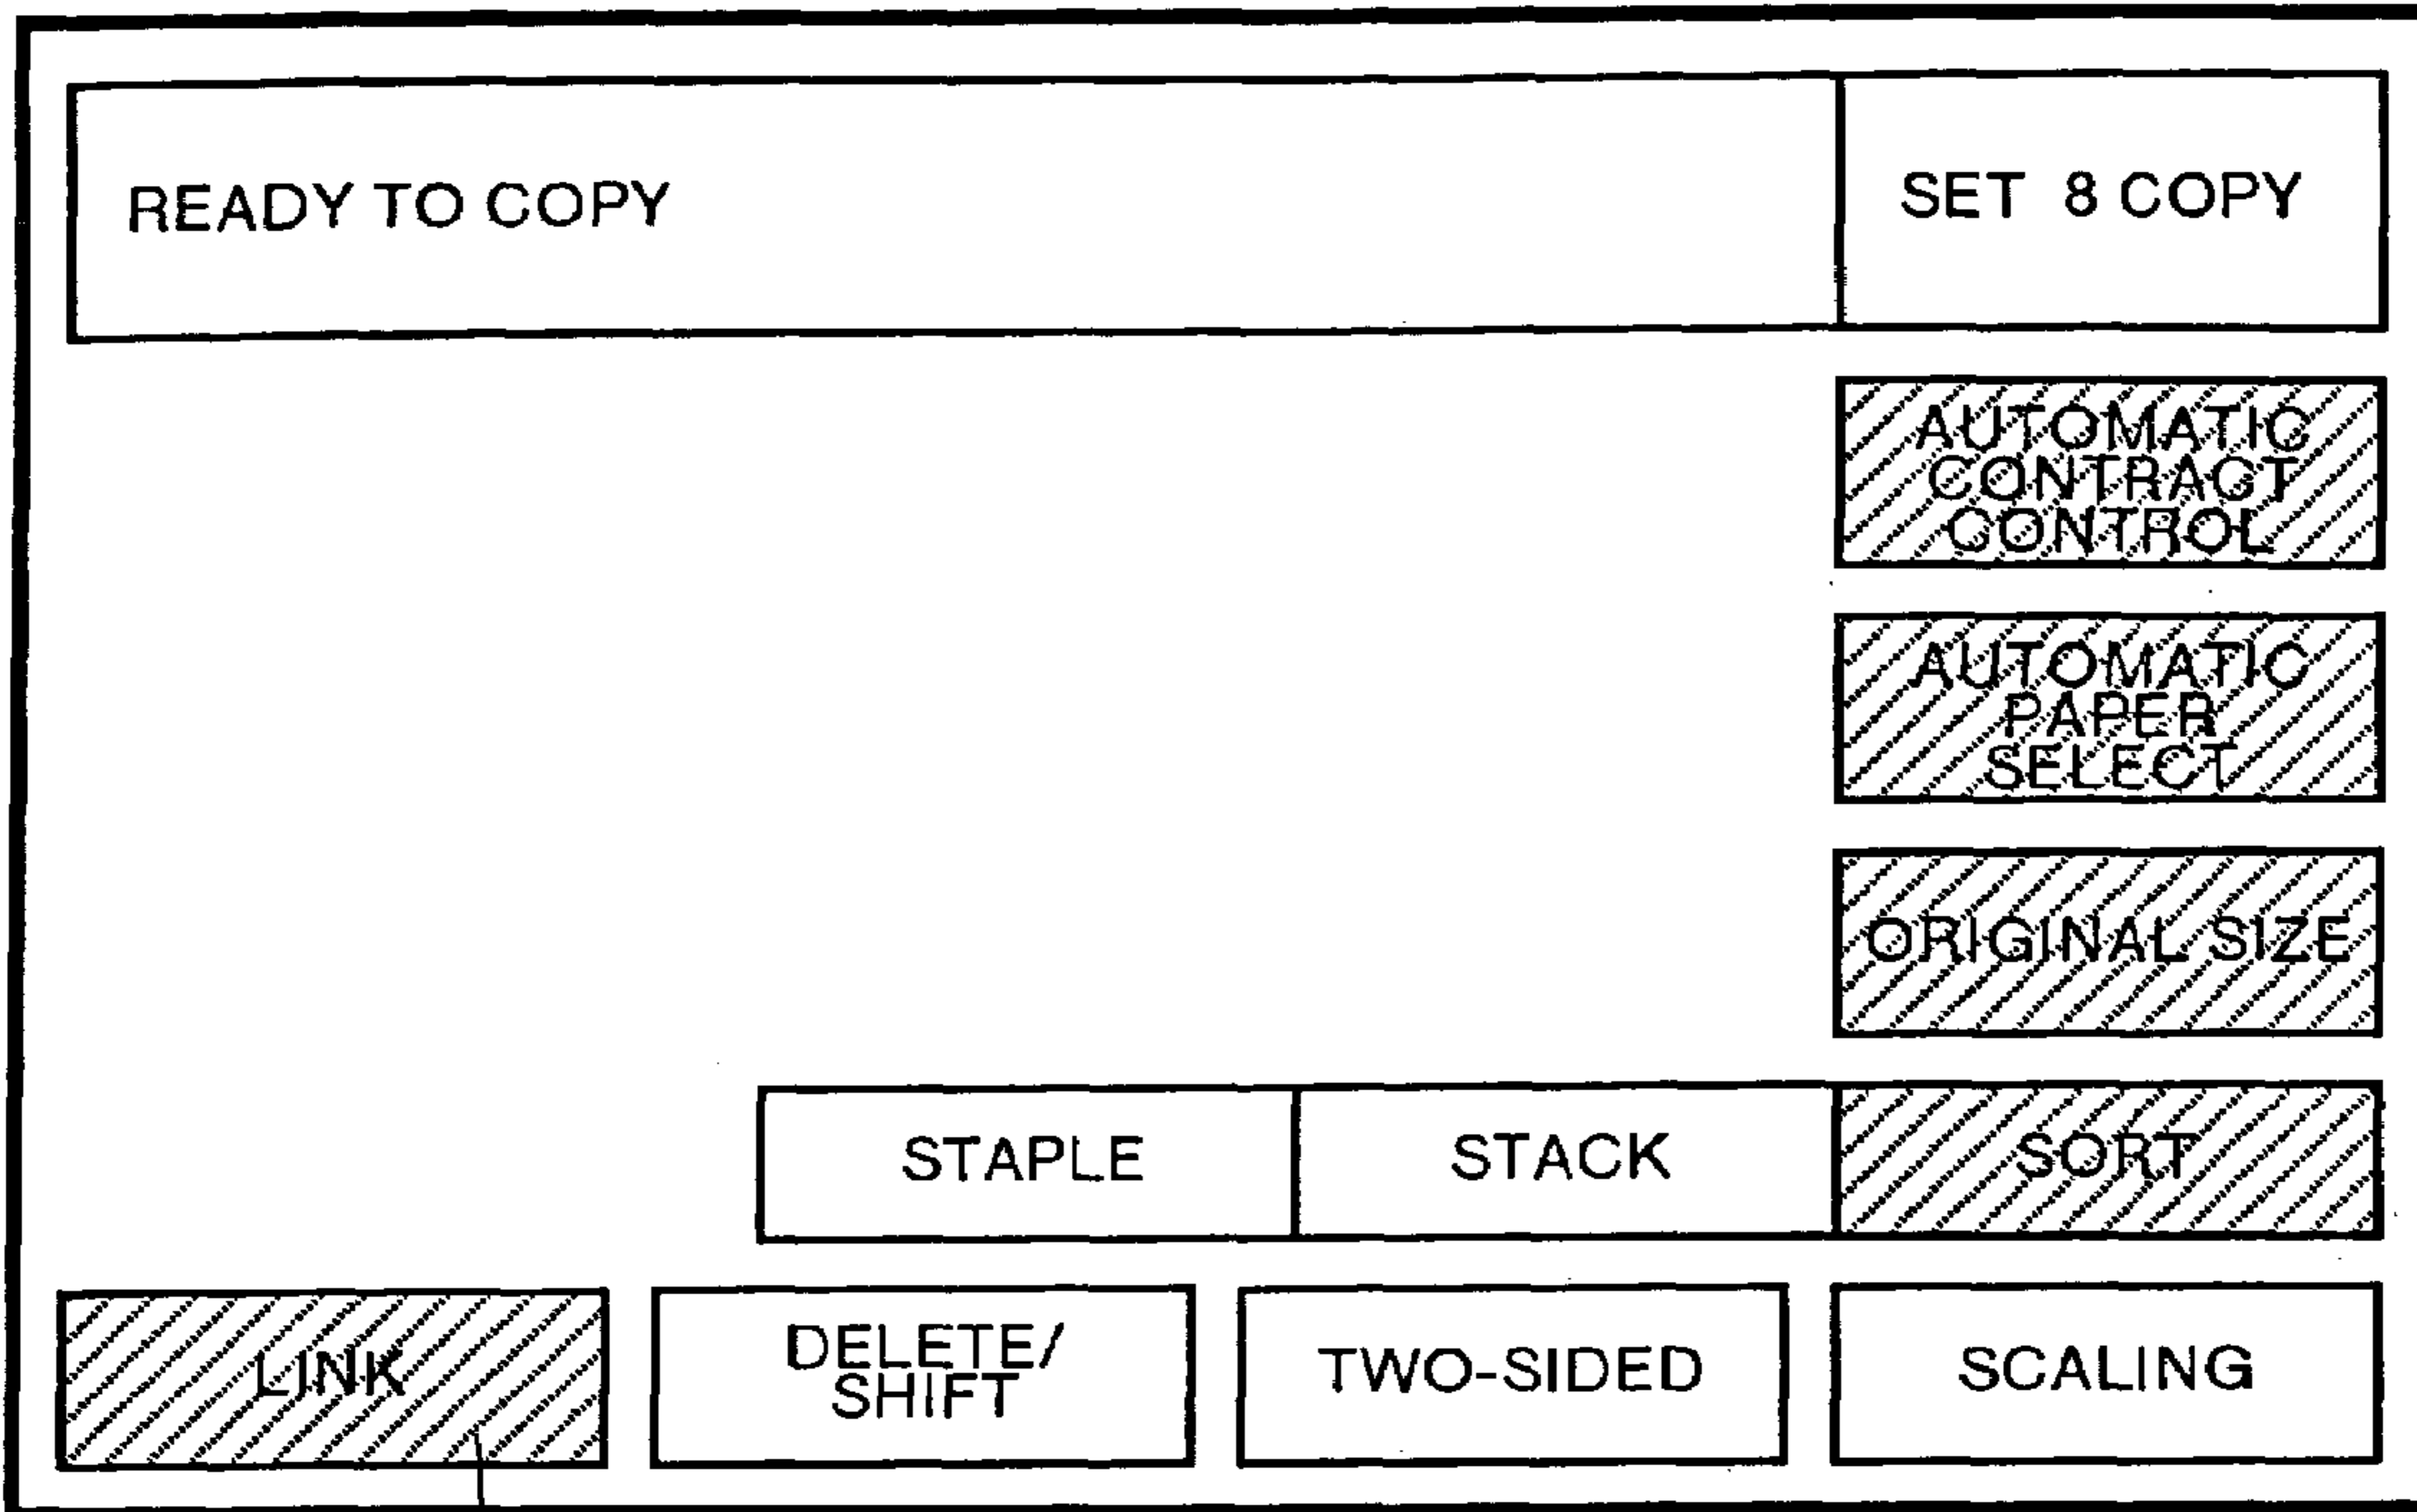 READY TO COPY
SET 8 COPY
AUTOMATIC
CONTRACT
CONTROL
AUTOMATIC
PAPER
SELECT
ORIGINAL SIZE
STAPLE
STACK
SORT
LINK
DELETE/
SHIFT
TWO-SIDED
SCALING